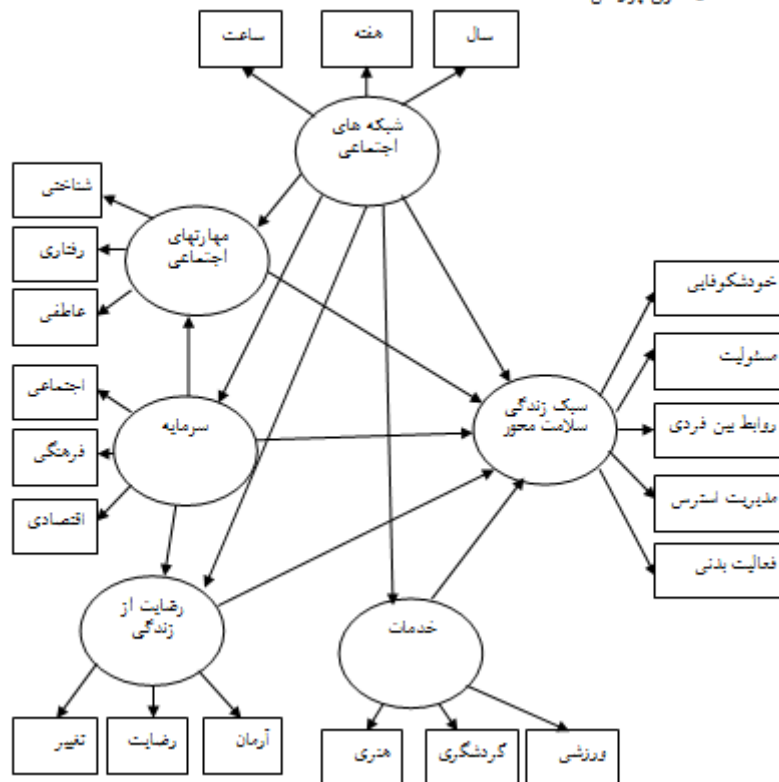 ساعت
هفته
سال
شبکه های
اجتماعی
شناختی
رفتاری
عاطفی
مهارتهای
اجتماعی
اجتماعی
فرهنگی
اقتصادی
سرمایه
سبک زندگی
سلامت محور
خودشکوفایی
مسئولیت
روابط بین فردی
مدیریت استرس
فعالیت بدنی
رضایت از
زندگی
خدمات
تغییر
رضایت
آرمان
هنری
گردشگری
ورزشی